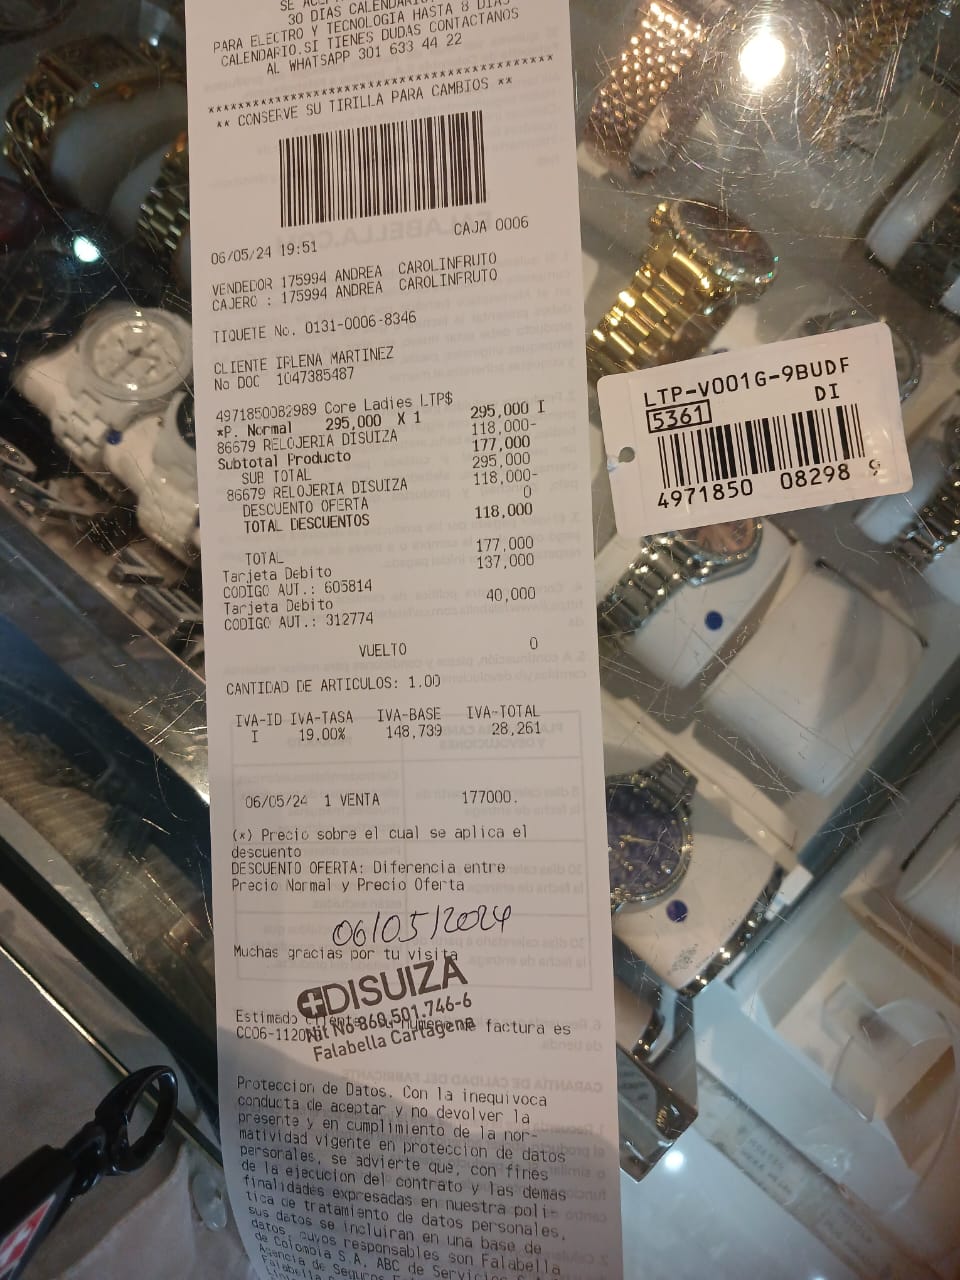 30 DIAS CALENDARIO
PARA ELECTRO Y TECNOLOGIA HASTA 8 DIAS
CALENDARIO.SI TIENES DUDAS CONTACTANOS
AL WHATSAPP 301 633 44 22
** CONSERVE SU TIRILLA PARA CAMBIOS **
06/05/24 19:51 CAJA 0006
VENDEDOR 175994 ANDREA CAROLINFRUTO
CAJERO : 175994 ANDREA CAROLINFRUTO
TIQUETE No. 0131-0006-8346
CLIENTE IRLENA MARTINEZ
No DOC 1047385487
4971850082989 Core Ladies LTP$ 295,000 I
*P. Normal 295,000 X 1 118,000-
86679 RELOJERIA DISUIZA 177,000
Subtotal Producto 295,000
SUB TOTAL 118,000-
86679 RELOJERIA DISUIZA 0
DESCUENTO OFERTA 118,000
TOTAL DESCUENTOS
TOTAL 177,000
Tarjeta Debito 137,000
CODIGO AUT.: 605814
Tarjeta Debito 40,000
CODIGO AUT.: 312774
VUELTO 0
CANTIDAD DE ARTICULOS: 1.00
IVA-ID IVA-TASA IVA-BASE IVA-TOTAL
I 19.00% 148,739 28,261
06/05/24 1 VENTA 177000.
(*) Precio sobre el cual se aplica el
descuento
DESCUENTO OFERTA: Diferencia entre
Precio Normal y Precio Oferta
06/05/2024
Muchas gracias por tu visita
DISUIZA
Nit No 860.501.746-6
Falabella Cartagena
Estimado factura es
CC06-1120
Proteccion de Datos. Con la inequivoca
conducta de aceptar y no devolver la
presente y en cumplimiento de la nor-
matividad vigente en proteccion de datos
personales, se advierte que, con fines
de la ejecucion del contrato y las demas
finalidades expresadas en nuestra poli-
tica de tratamiento de datos personales,
sus datos se incluiran en una base de
datos, cuyos responsables son Falabella
de Colombia S.A, ABC de Servicios
Agencia de Seguros
LTP-V001G-9BUDF
5361 DI
4971850 08298 9